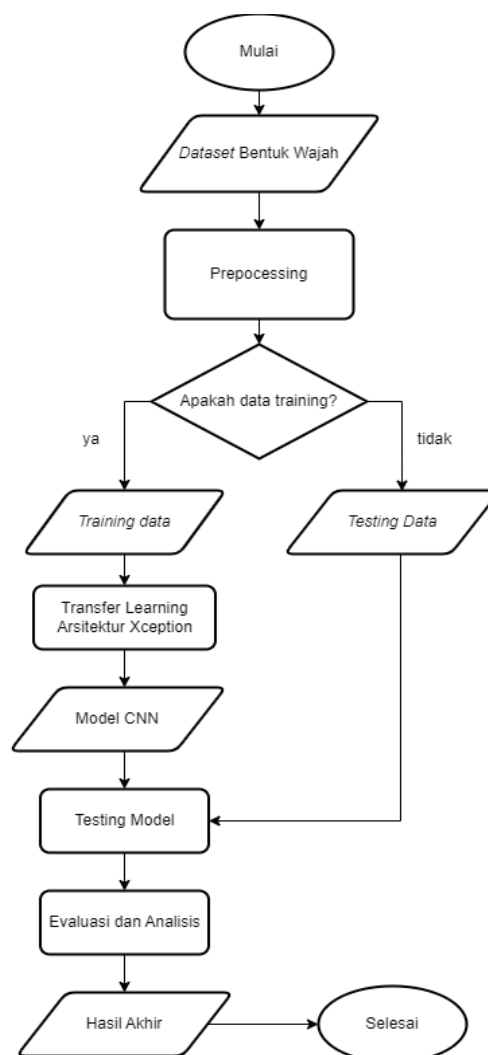 Mulai
Dataset Bentuk Wajah
Prepocessing
Apakah data training?
ya
tidak
Training data
Testing Data
Transfer Learning
Arsitektur Xception
Model CNN
Testing Model
Evaluasi dan Analisis
Hasil Akhir
Selesai